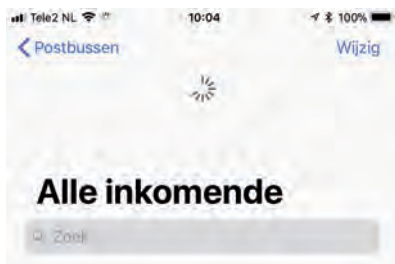 Tele2 NL 10:04 100%
Postbussen Wijzig
Alle inkomende
Zoek